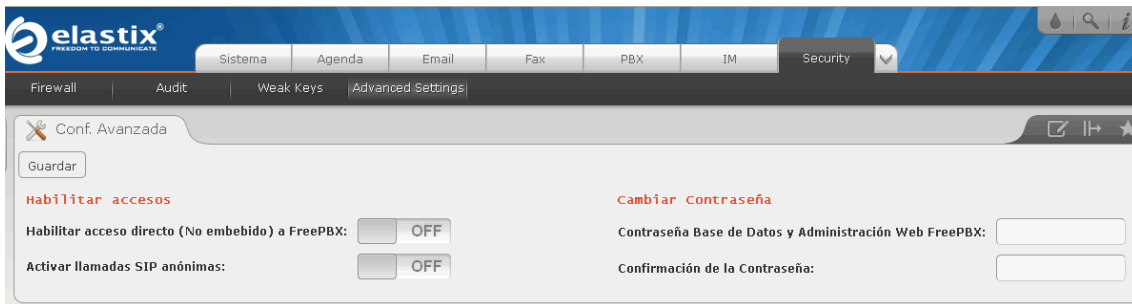 elastix®
FREEDOM TO COMMUNICATE
Sistema Agenda Email Fax PBX IM Security
Firewall Audit Weak Keys Advanced Settings
Conf. Avanzada
Guardar
Habilitar accesos
Cambiar Contraseña
Habilitar acceso directo (No embebido) a FreePBX: OFF
Contraseña Base de Datos y Administración Web FreePBX:
Activar llamadas SIP anónimas: OFF
Confirmación de la Contraseña: